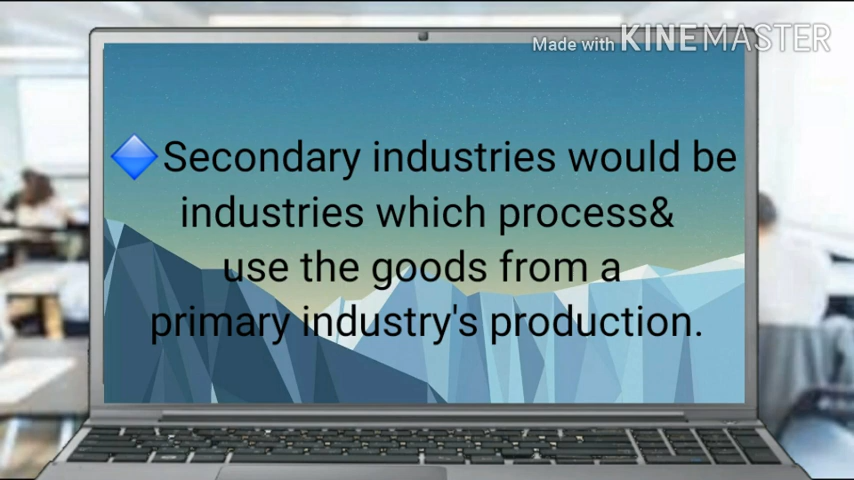 Made with KINEMASTER
🔷Secondary industries would be
industries which process&
use the goods from a
primary industry's production.